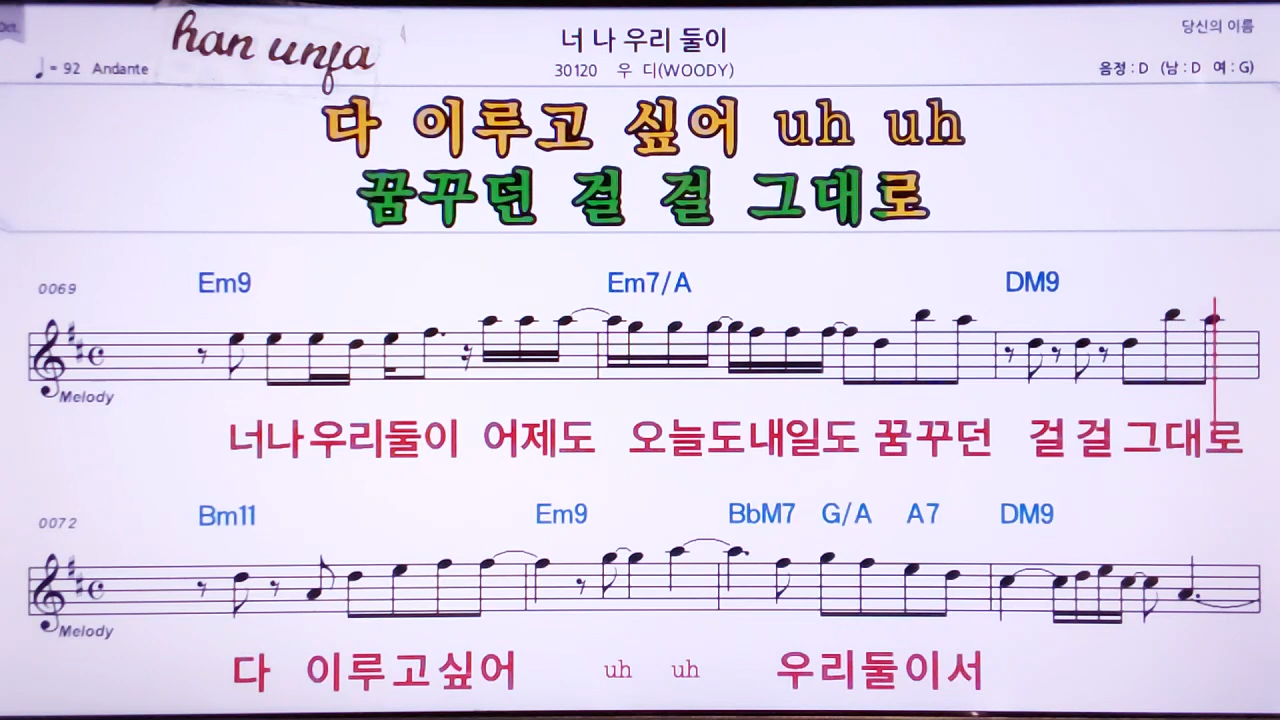 Oct.
han unja
너 나 우리 둘이
당신의 이름
♩= 92 Andante
30120 우 디(WOODY)
음정 : D (남 : D 여 : G)
다 이루고 싶어 uh uh
꿈꾸던 걸 걸 그대로
0069 Em9 Em7/A DM9
Melody
너나우리둘이 어제도 오늘도내일도 꿈꾸던 걸 걸 그대로
0072 Bm11 Em9 BbM7 G/A A7 DM9
Melody
다 이루고싶어 uh uh 우리둘이서